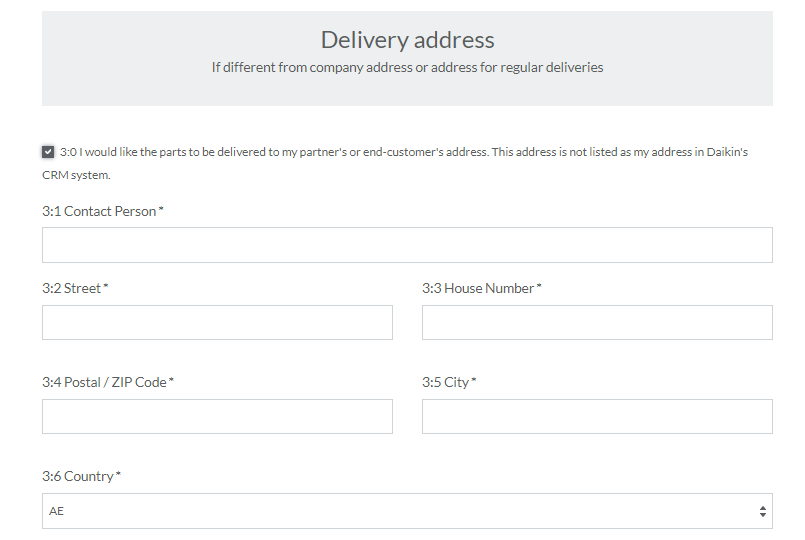 Delivery address
If different from company address or address for regular deliveries
3:0 I would like the parts to be delivered to my partner's or end-customer's address. This address is not listed as my address in Daikin's
CRM system.
3:1 Contact Person *
3:2 Street *
3:3 House Number *
3:4 Postal / ZIP Code *
3:5 City *
3:6 Country *
AE